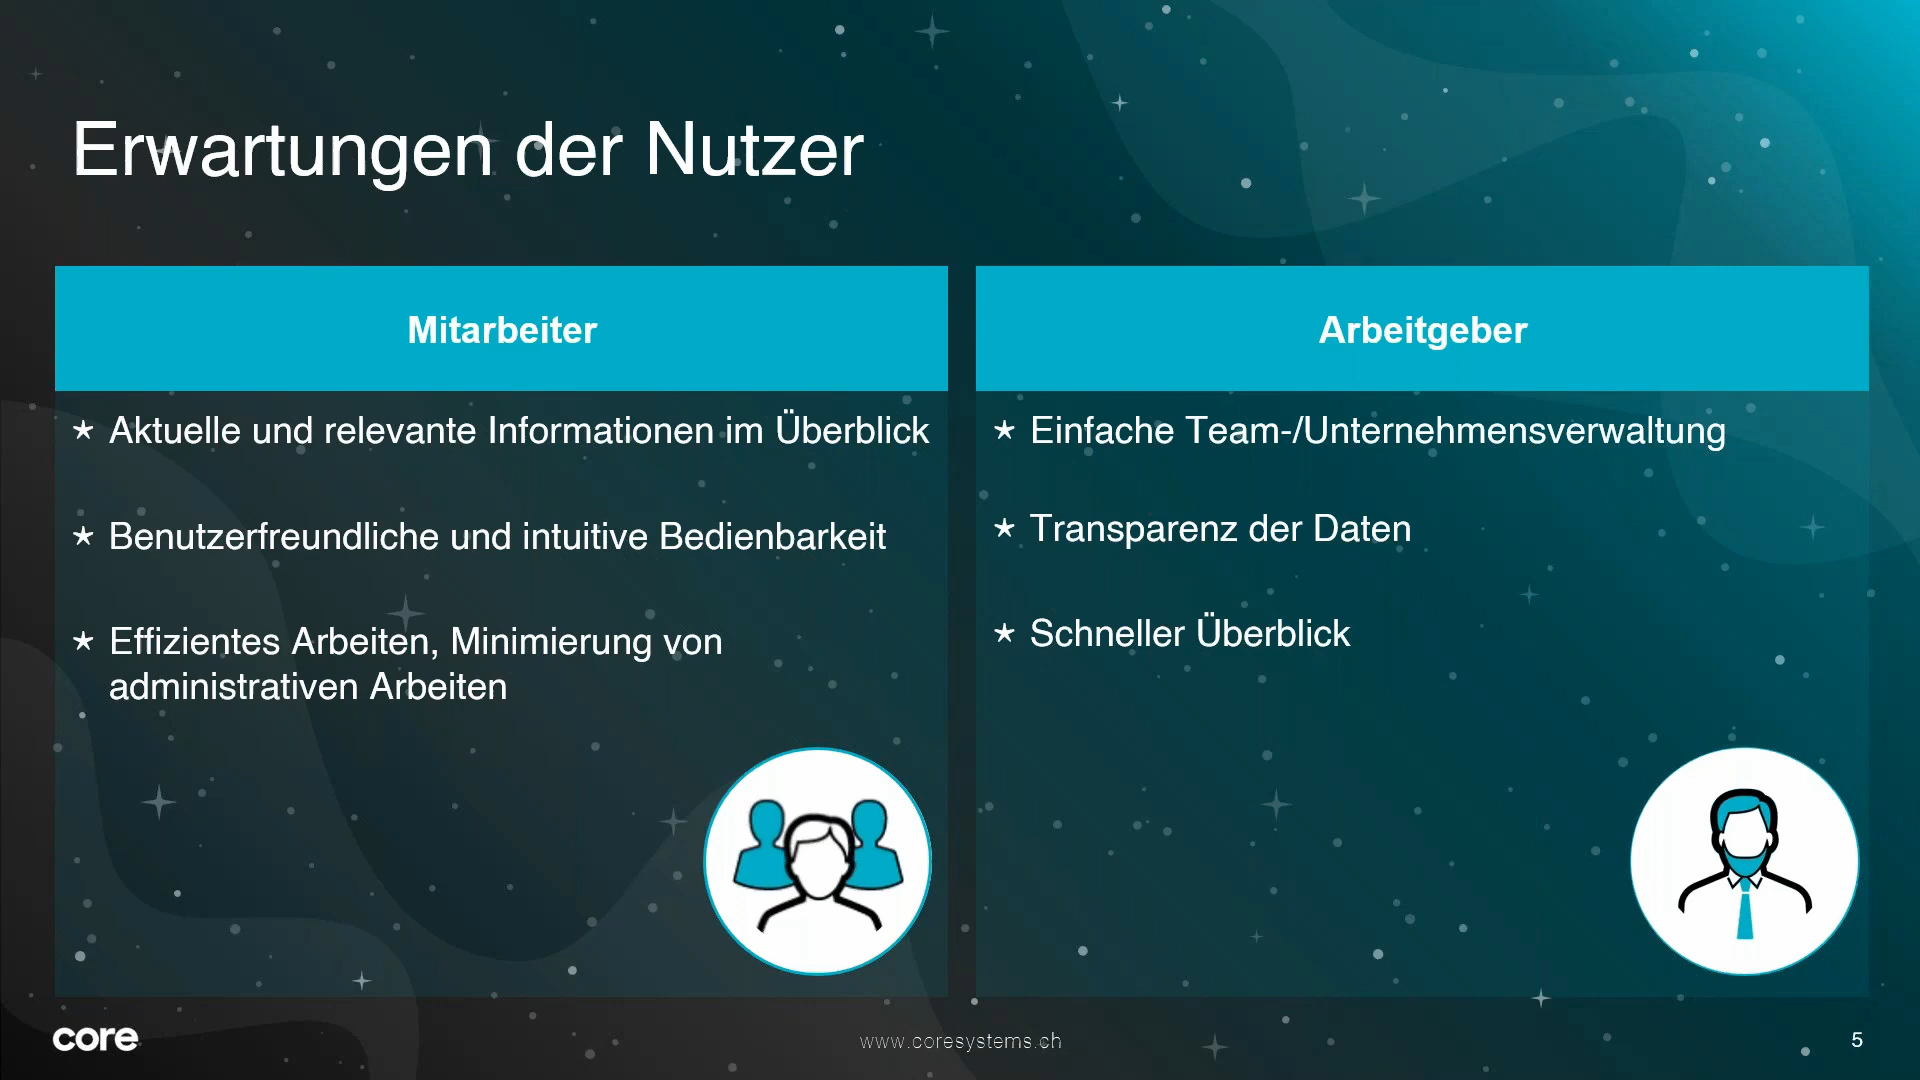 Erwartungen der Nutzer
Mitarbeiter
★ Aktuelle und relevante Informationen im Überblick
★ Benutzerfreundliche und intuitive Bedienbarkeit
★ Effizientes Arbeiten, Minimierung von
administrativen Arbeiten
Arbeitgeber
★ Einfache Team-/Unternehmensverwaltung
★ Transparenz der Daten
★ Schneller Überblick
core
www.coresystems.ch
5